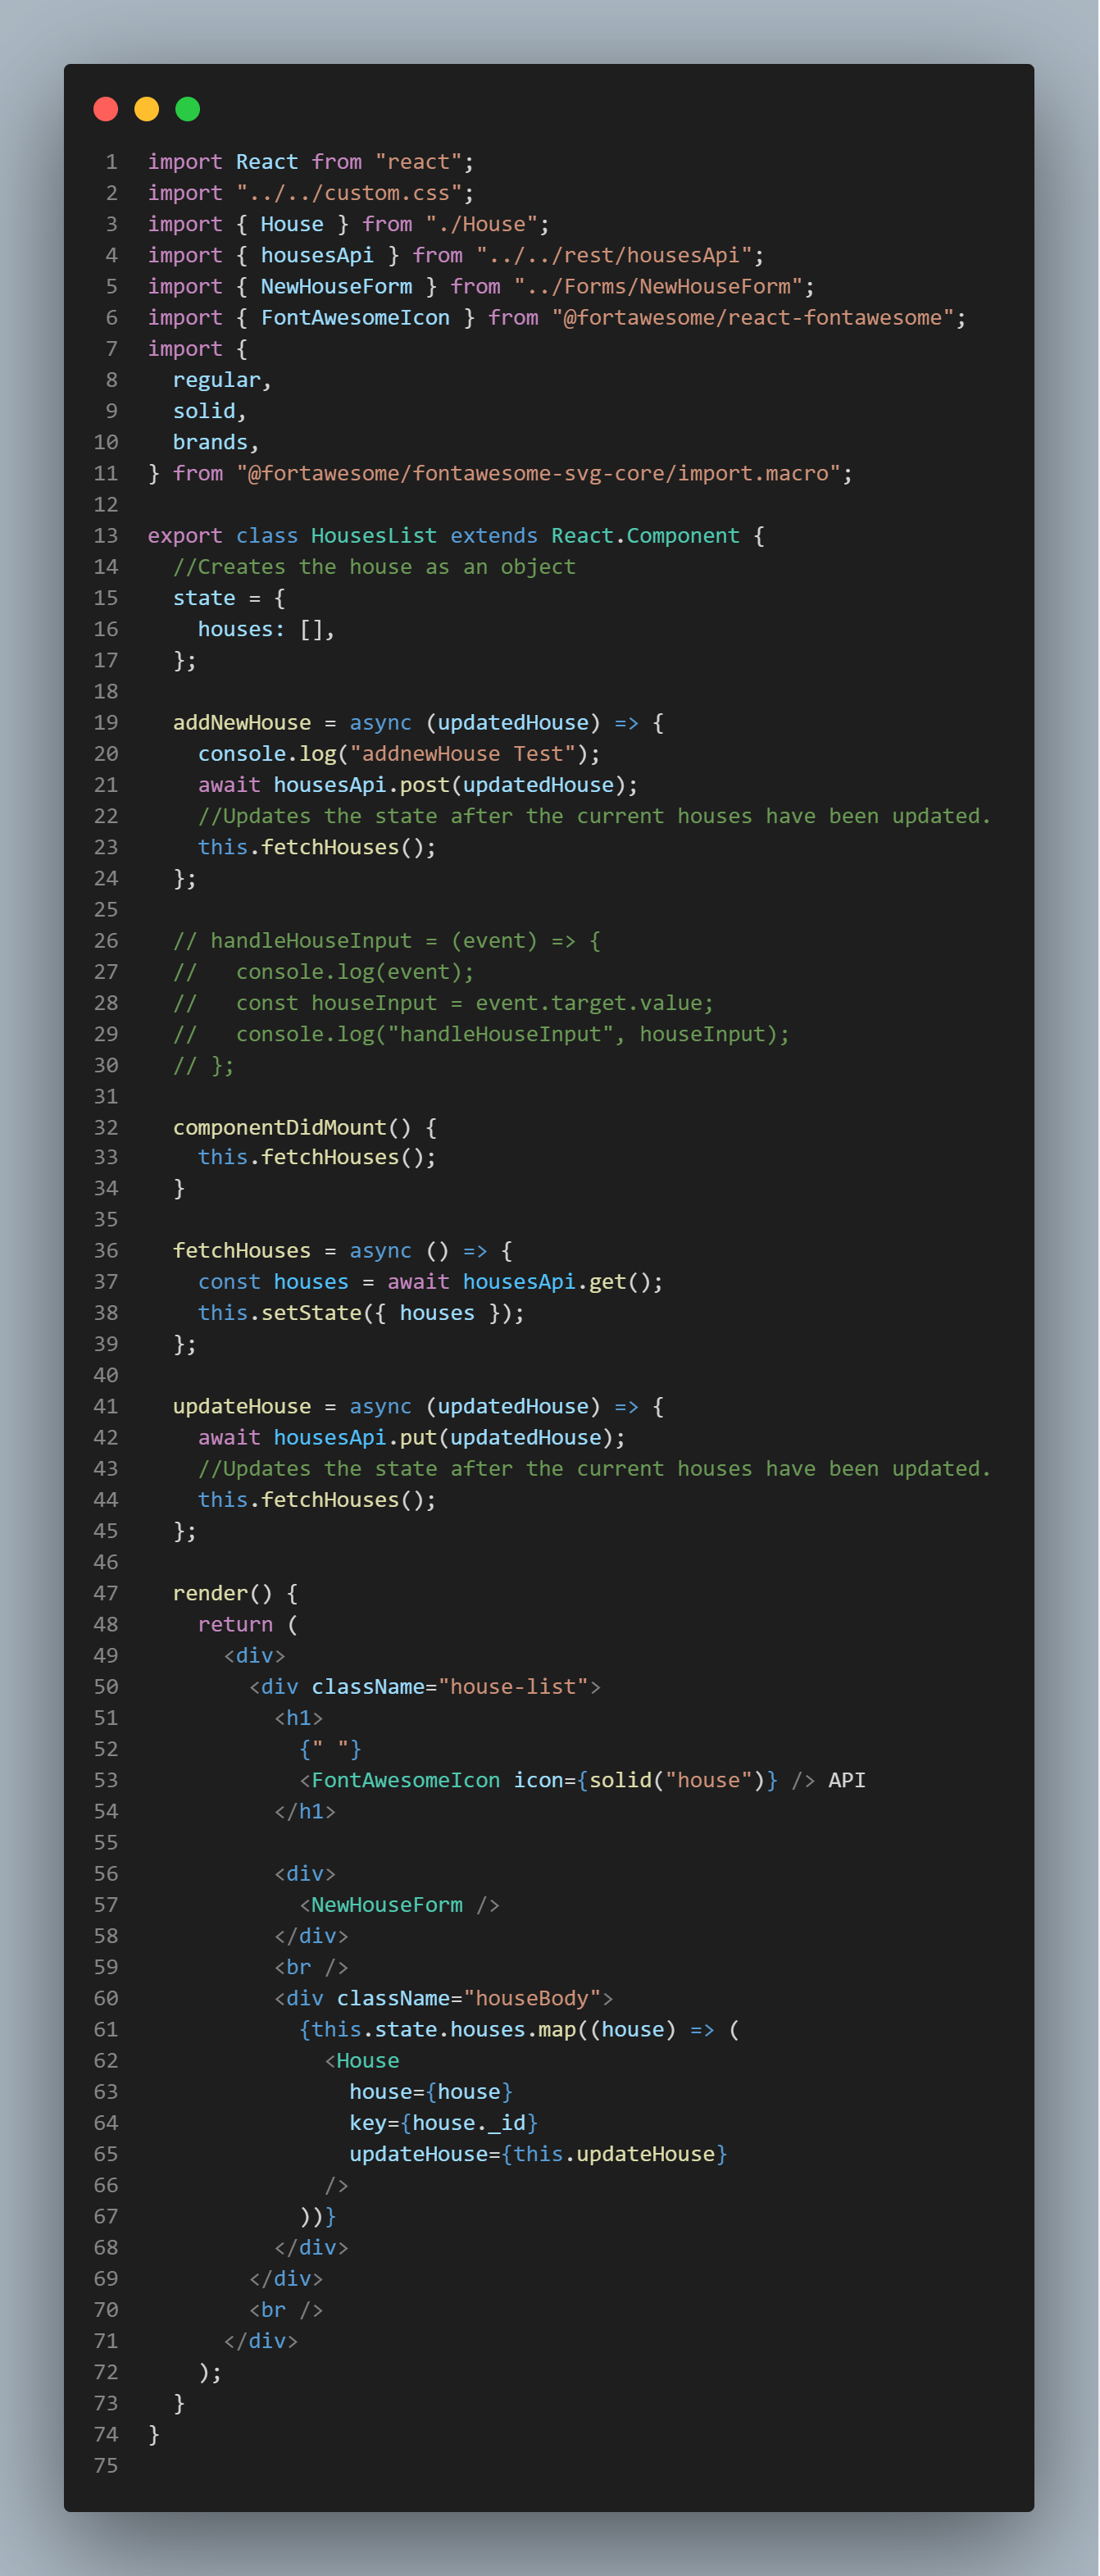 1 import React from "react";
2 import "../../custom.css";
3 import { House } from "./House";
4 import { housesApi } from "../../rest/housesApi";
5 import { NewHouseForm } from "../Forms/NewHouseForm";
6 import { FontAwesomeIcon } from "@fortawesome/react-fontawesome";
7 import {
8   regular,
9   solid,
10   brands,
11 } from "@fortawesome/fontawesome-svg-core/import.macro";
12
13 export class HousesList extends React.Component {
14   //Creates the house as an object
15   state = {
16     houses: [],
17   };
18
19   addNewHouse = async (updatedHouse) => {
20     console.log("addnewHouse Test");
21     await housesApi.post(updatedHouse);
22     //Updates the state after the current houses have been updated.
23     this.fetchHouses();
24   };
25
26   // handleHouseInput = (event) => {
27   //   console.log(event);
28   //   const houseInput = event.target.value;
29   //   console.log("handleHouseInput", houseInput);
30   // };
31
32   componentDidMount() {
33     this.fetchHouses();
34   }
35
36   fetchHouses = async () => {
37     const houses = await housesApi.get();
38     this.setState({ houses });
39   };
40
41   updateHouse = async (updatedHouse) => {
42     await housesApi.put(updatedHouse);
43     //Updates the state after the current houses have been updated.
44     this.fetchHouses();
45   };
46
47   render() {
48     return (
49       <div>
50         <div className="house-list">
51           <h1>
52             {" "}
53             <FontAwesomeIcon icon={solid("house")} /> API
54           </h1>
55
56           <div>
57             <NewHouseForm />
58           </div>
59           <br />
60           <div className="houseBody">
61             {this.state.houses.map((house) => (
62               <House
63                 house={house}
64                 key={house._id}
65                 updateHouse={this.updateHouse}
66               />
67             ))}
68           </div>
69         </div>
70         <br />
71       </div>
72     );
73   }
74 }
75